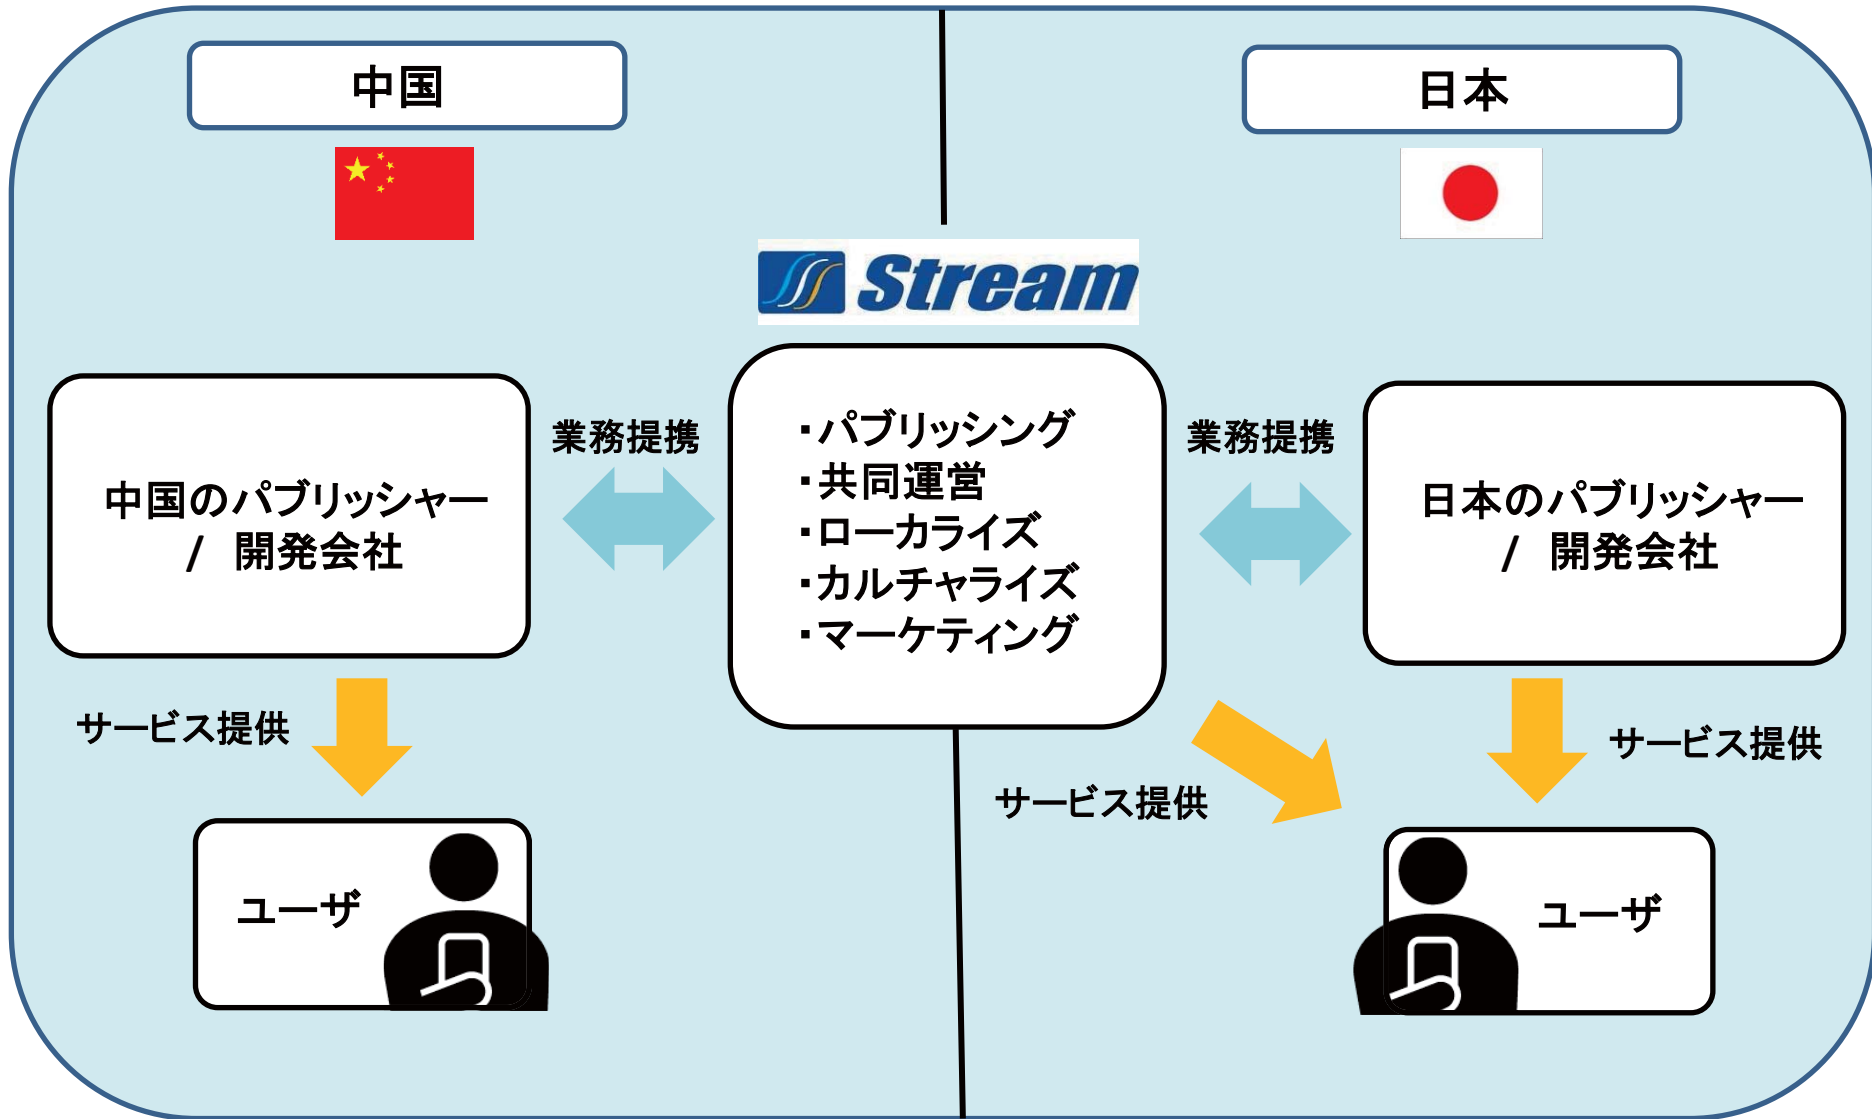 中国
日本
Stream
中国のパブリッシャー
/ 開発会社
業務提携
・パブリッシング
・共同運営
・ローカライズ
・カルチャライズ
・マーケティング
業務提携
日本のパブリッシャー
/ 開発会社
サービス提供
サービス提供
サービス提供
ユーザ
ユーザ